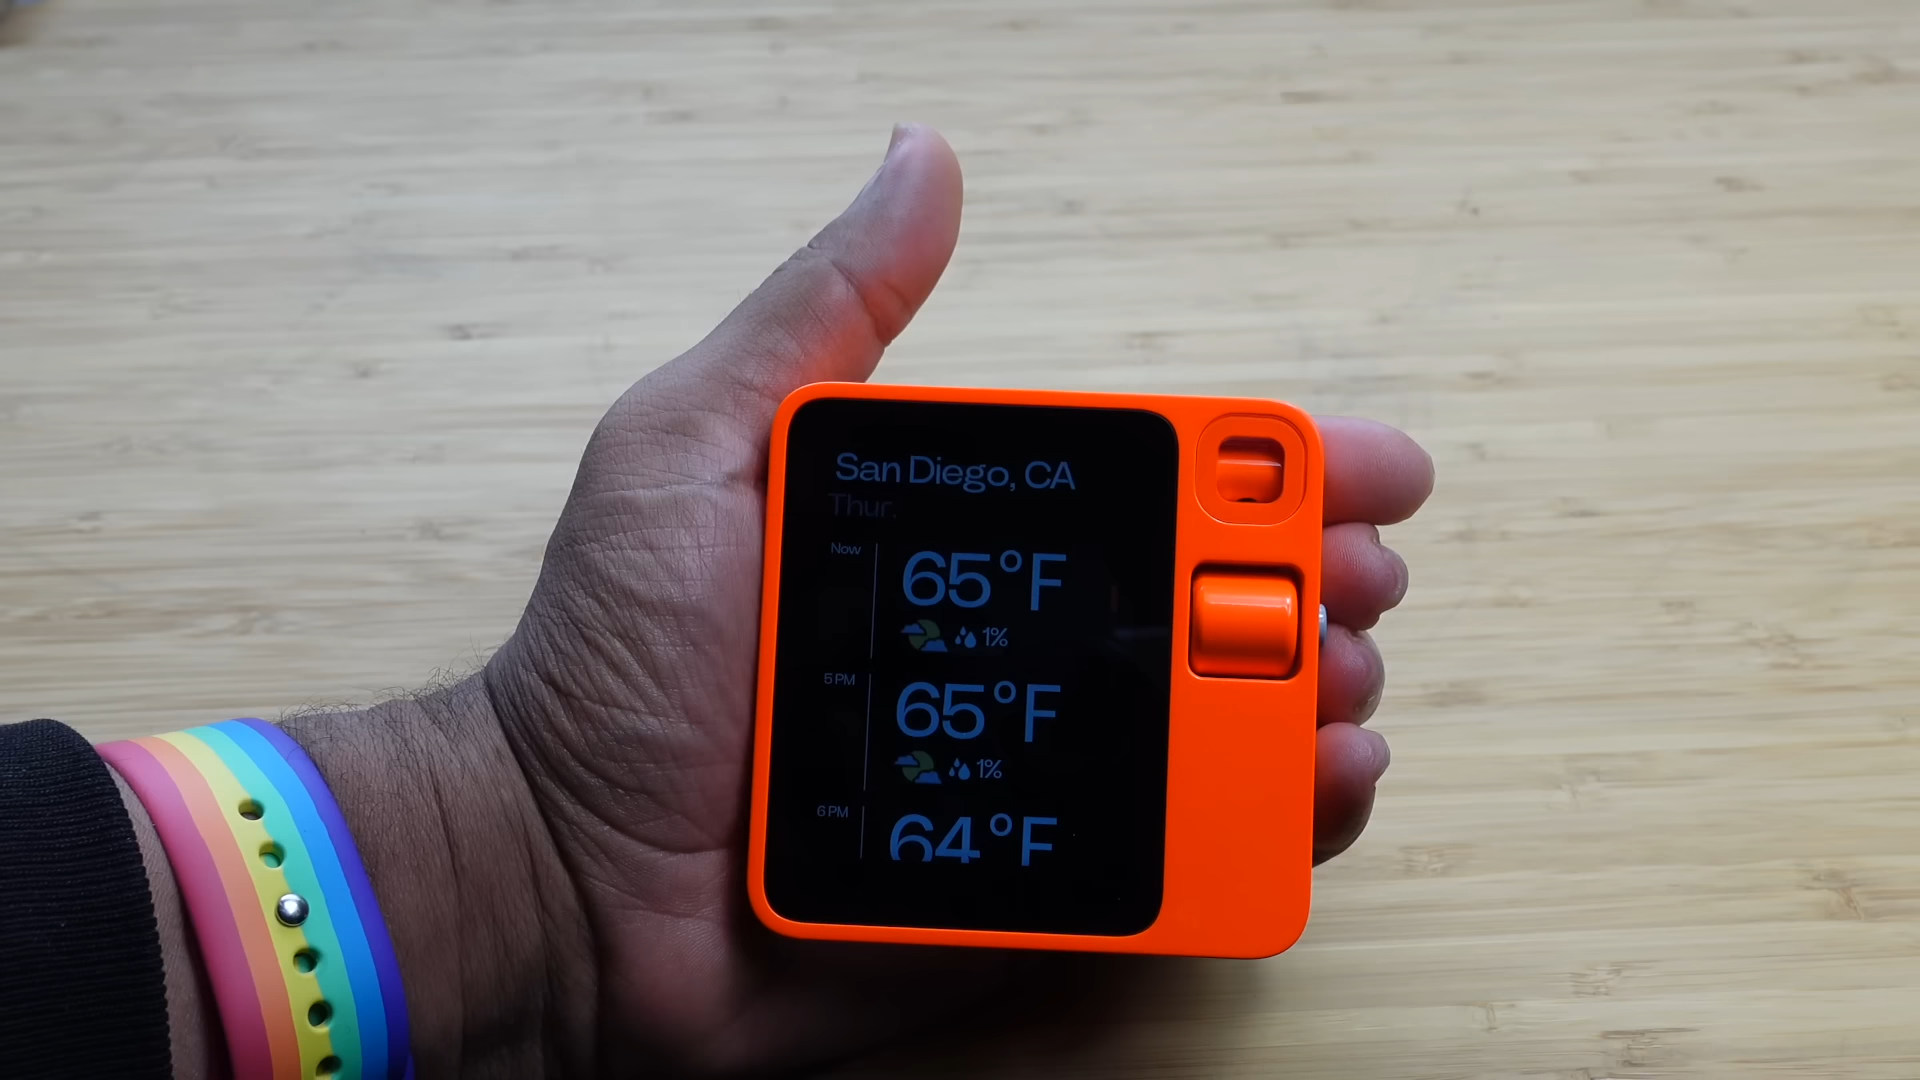 San Diego, CA
Thur.
Now
65°F
1%
5 PM
65°F
1%
6 PM
64°F